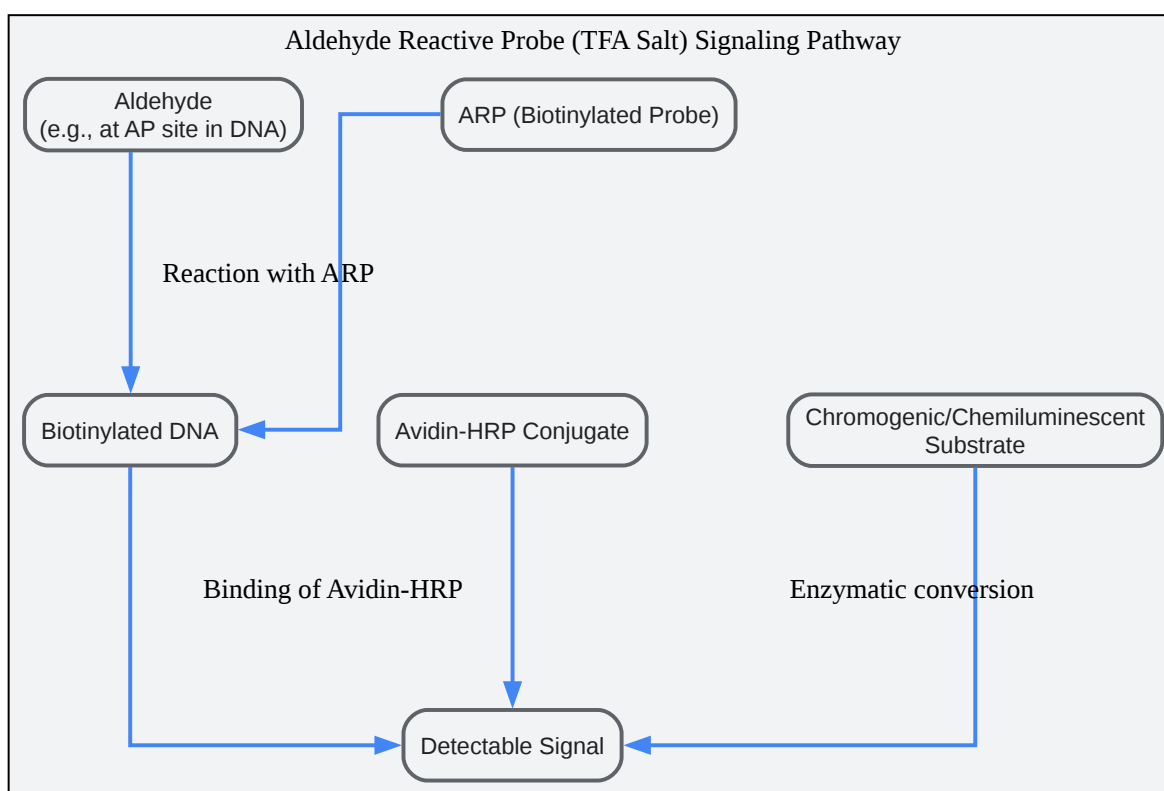 Aldehyde Reactive Probe (TFA Salt) Signaling Pathway
Aldehyde
(e.g., at AP site in DNA)
ARP (Biotinylated Probe)
Reaction with ARP
Biotinylated DNA
Avidin-HRP Conjugate
Chromogenic/Chemiluminescent
Substrate
Binding of Avidin-HRP
Enzymatic conversion
Detectable Signal